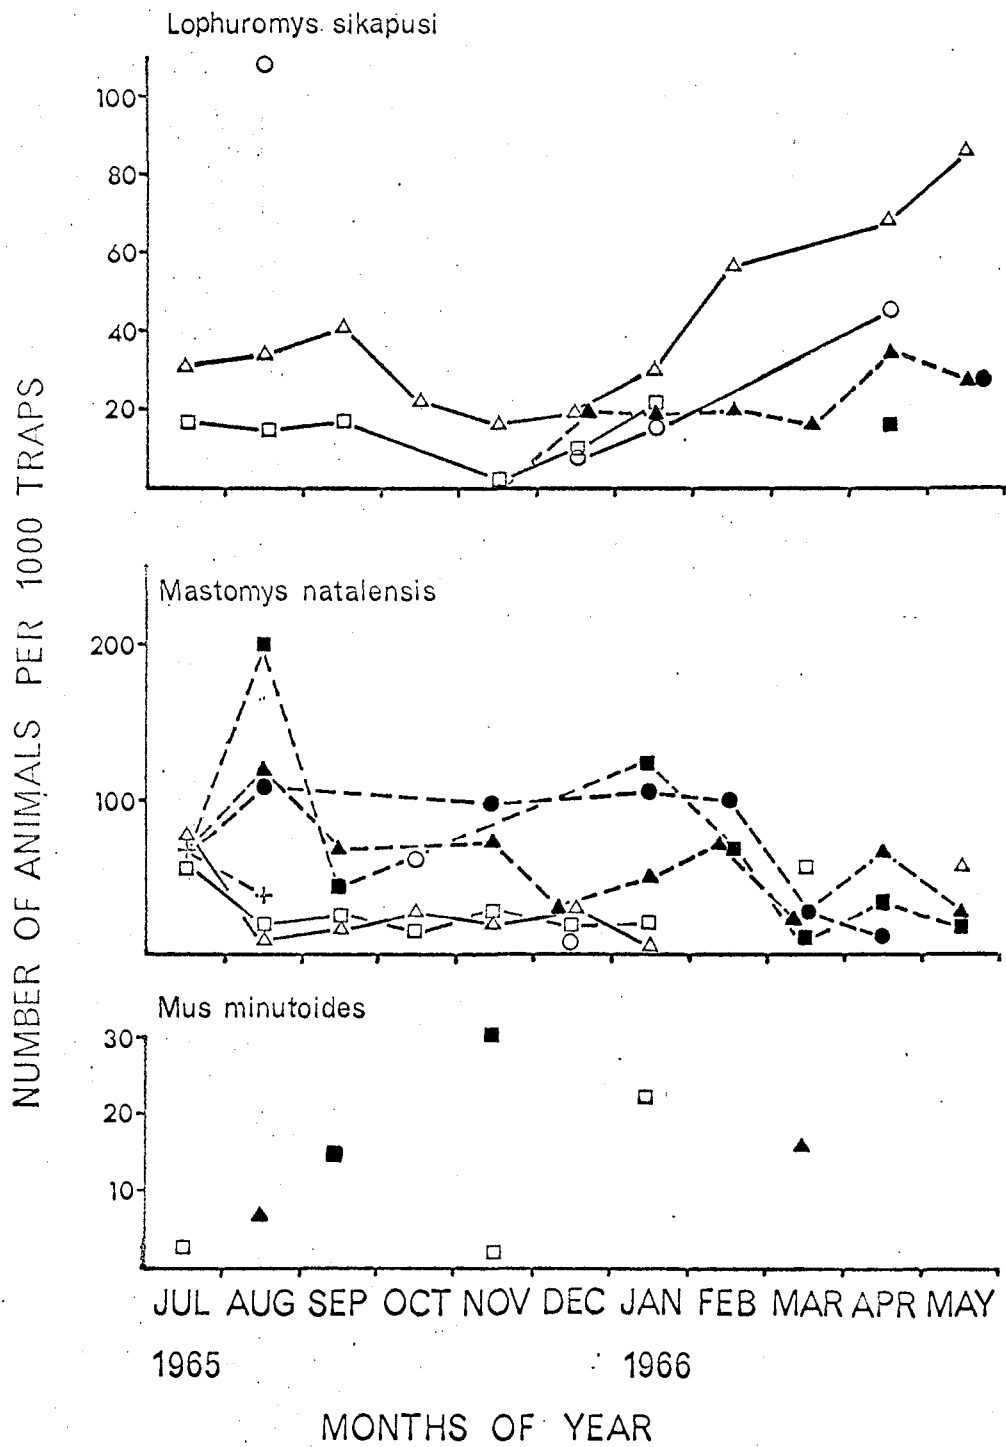 Lophuromys sikapusi
100
80
60
40
20
NUMBER OF ANIMALS PER 1000 TRAPS
Mastomys natalensis
200
100
Mus minutoides
30
20
10
JUL AUG SEP OCT NOV DEC JAN FEB MAR APR MAY
1965 1966
MONTHS OF YEAR